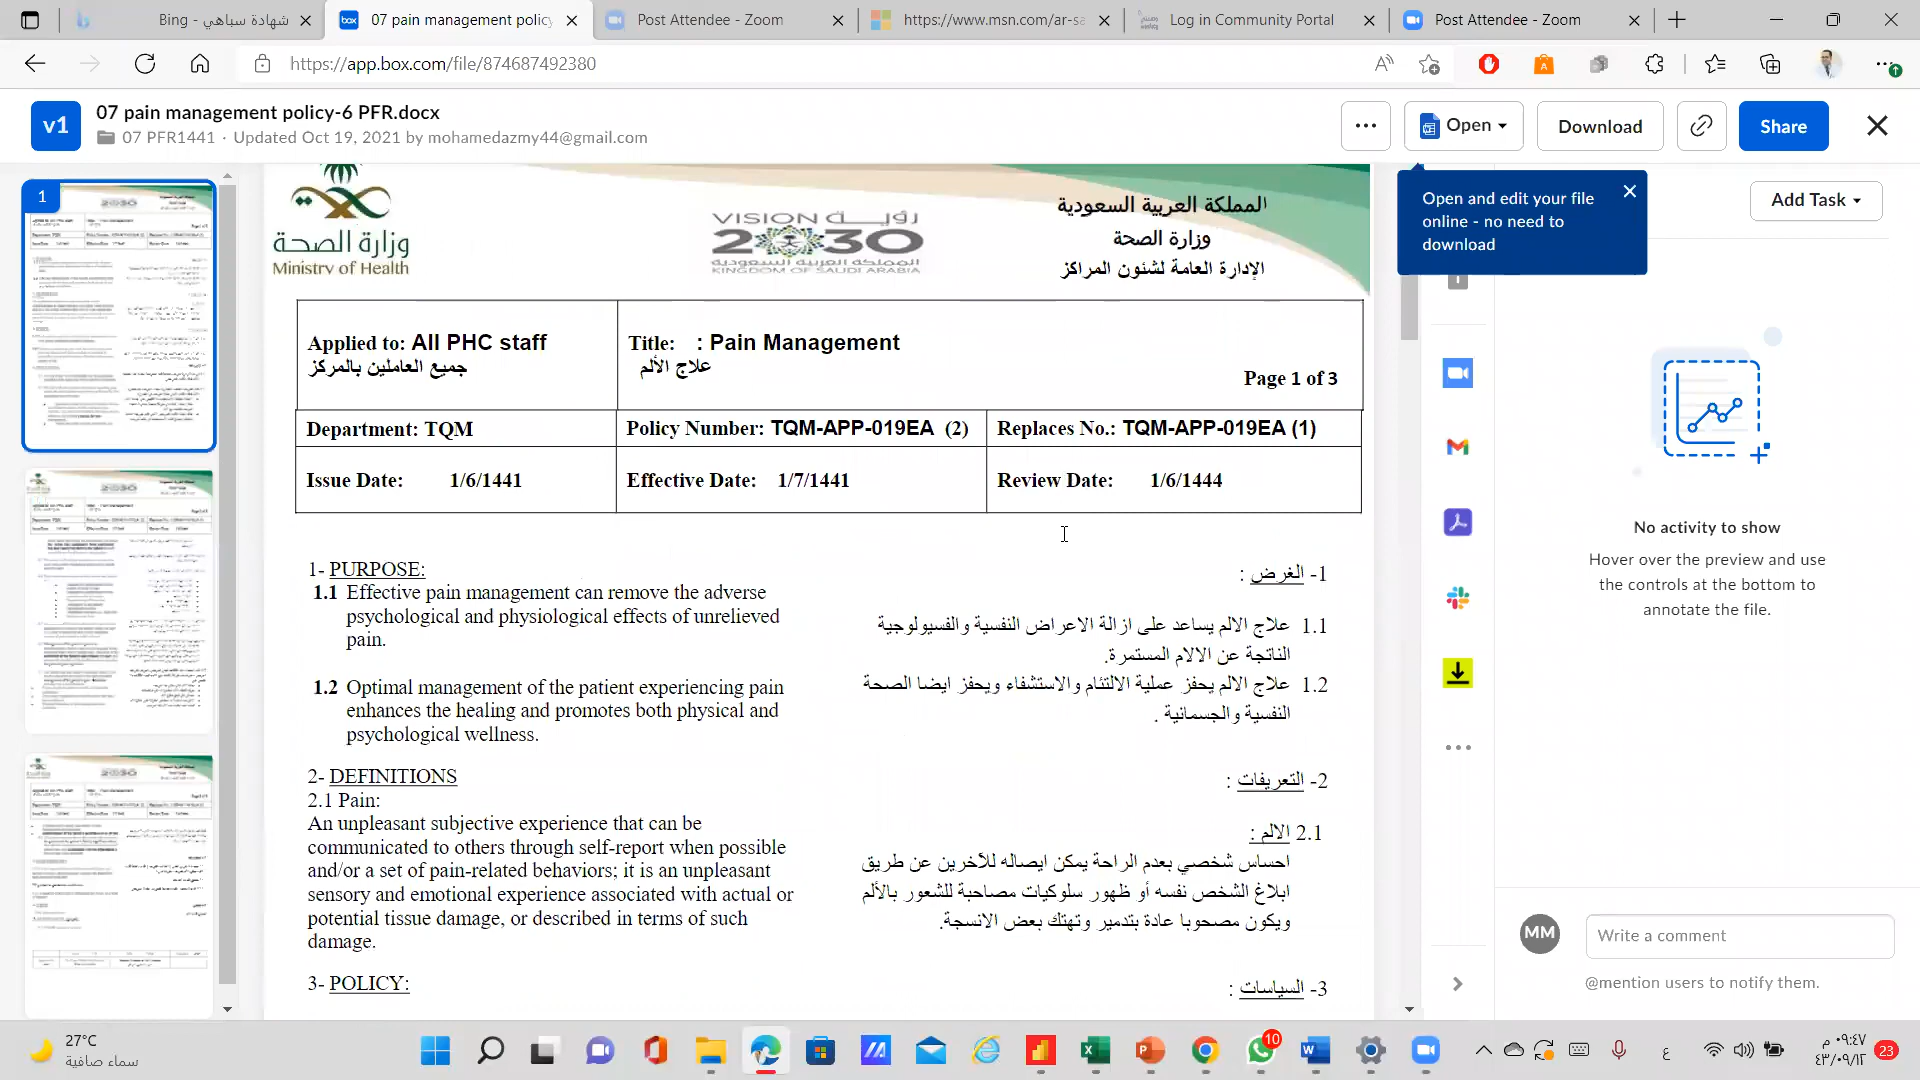 شهادة سباهي - Bing
07 pain management policy
Post Attendee - Zoom
https://www.msn.com/ar-sa
Log in Community Portal
Post Attendee - Zoom
https://app.box.com/file/874687492380
v1
07 pain management policy-6 PFR.docx
07 PFR1441 · Updated Oct 19, 2021 by mohamedazmy44@gmail.com
Open
Download
Share
Open and edit your file
online - no need to
download
Add Task
1
وزارة الصحة
Ministry of Health
VISION رؤية
2030
المملكة العربية السعودية
KINGDOM OF SAUDI ARABIA
المملكة العربية السعودية
وزارة الصحة
الإدارة العامة لشئون المراكز
Applied to: All PHC staff
جميع العاملين بالمركز
Title: : Pain Management
علاج الألم
Page 1 of 3
Department: TQM
Policy Number: TQM-APP-019EA (2)
Replaces No.: TQM-APP-019EA (1)
Issue Date: 1/6/1441
Effective Date: 1/7/1441
Review Date: 1/6/1444
1- PURPOSE:
1.1 Effective pain management can remove the adverse
psychological and physiological effects of unrelieved
pain.
1.2 Optimal management of the patient experiencing pain
enhances the healing and promotes both physical and
psychological wellness.
2- DEFINITIONS
2.1 Pain:
An unpleasant subjective experience that can be
communicated to others through self-report when possible
and/or a set of pain-related behaviors; it is an unpleasant
sensory and emotional experience associated with actual or
potential tissue damage, or described in terms of such
damage.
3- POLICY:
1- الغرض :
1.1 علاج الالم يساعد على ازالة الاعراض النفسية والفسيولوجية
الناتجة عن الالام المستمرة.
1.2 علاج الالم يحفز عملية الالتئام والاستشفاء ويحفز ايضا الصحة
النفسية والجسمانية .
2- التعريفات :
2.1 الالم :
احساس شخصي بعدم الراحة يمكن ايصاله للآخرين عن طريق
ابلاغ الشخص نفسه أو ظهور سلوكيات مصاحبة للشعور بالألم
ويكون مصحوبا عادة بتدمير وتهتك بعض الانسجة.
3- السياسات :
No activity to show
Hover over the preview and use
the controls at the bottom to
annotate the file.
MM
Write a comment
@mention users to notify them.
27°C
سماء صافية
10
ع
٠٩:٤٧ م
٤٣/٠٩/١٢
23